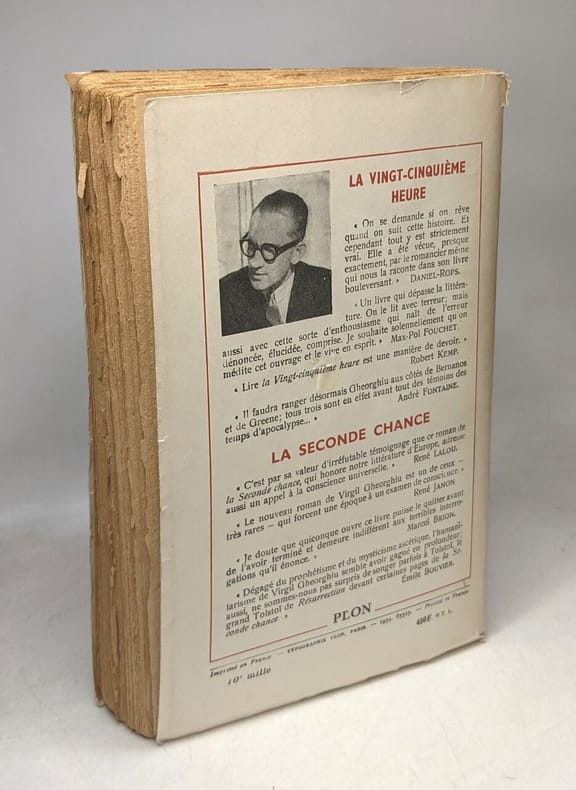 LA VINGT-CINQUIÈME
HEURE
« On se demande si on rêve
quand on suit cette histoire. Et
cependant tout y est strictement
vrai. Elle a été vécue, presque
exactement, par le romancier même
qui nous la raconte dans son livre
bouleversant. » DANIEL-ROPS.
« Un livre qui dépasse la littéra-
ture. On le lit avec terreur; mais
aussi avec cette sorte d'enthousiasme qui naît de l'erreur
dénoncée, élucidée, comprise. Je souhaite solennellement qu'on
médite cet ouvrage et le vive en esprit. » Max-Pol FOUCHET.
« Lire la Vingt-cinquième heure est une manière de devoir. »
Robert KEMP.
« Il faudra ranger désormais Gheorghiu aux côtés de Bernanos
et de Greene; tous trois sont en effet avant tout des témoins des
temps d'apocalypse... » André FONTAINE.
LA SECONDE CHANCE
« C'est par sa valeur d'irréfutable témoignage que ce roman de
la Seconde chance, qui honore notre littérature d'Europe, adresse
aussi un appel à la conscience universelle. » René LALOU.
« Le nouveau roman de Virgil Gheorghiu est un de ceux –
très rares – qui forcent une époque à un examen de conscience. »
René JANON
« Je doute que quiconque ouvre ce livre puisse le quitter avant
de l'avoir terminé et demeure indifférent aux terribles interro-
gations qu'il énonce. » Marcel BRION.
« Dégagé du prophétisme et du mysticisme ascétique, l'humani-
tarisme de Virgil Gheorghiu semble avoir gagné en profondeur;
aussi, ne sommes-nous pas surpris de songer parfois à Tolstoï, le
grand Tolstoï de Résurrection devant certaines pages de la Se-
conde chance » Emile BOUVIER.
PLON
Imprimé en France. — TYPOGRAPHIE PLON, PARIS. — 1954. Printed in France.
40e mille 480 F + T. L.